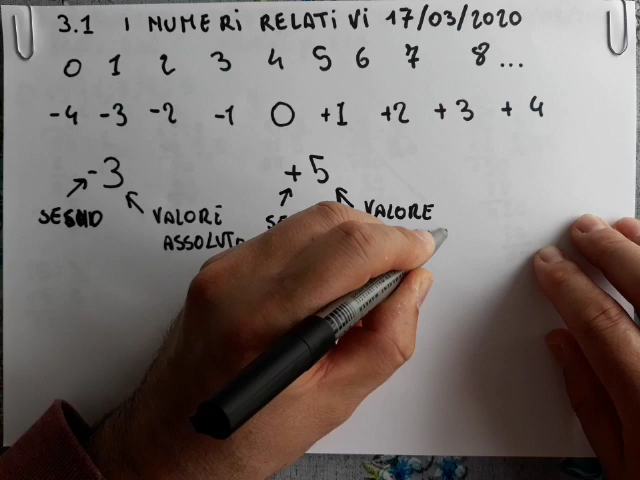 3.1 I NUMERI RELATIVI 17/03/2020
0 1 2 3 4 5 6 7 8...
-4 -3 -2 -1 0 +1 +2 +3 +4
-3 +5
SEGNO VALORE VALORE
ASSOLUTO